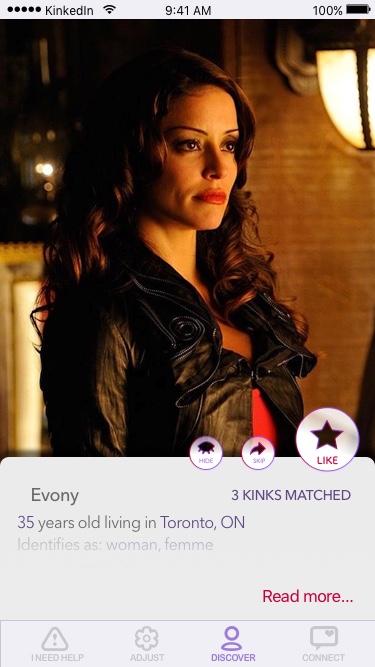 KinkedIn 9:41 AM 100%
HIDE
SKIP
LIKE
Evony 3 KINKS MATCHED
35 years old living in Toronto, ON
Identifies as: woman, femme
Read more...
I NEED HELP ADJUST DISCOVER CONNECT